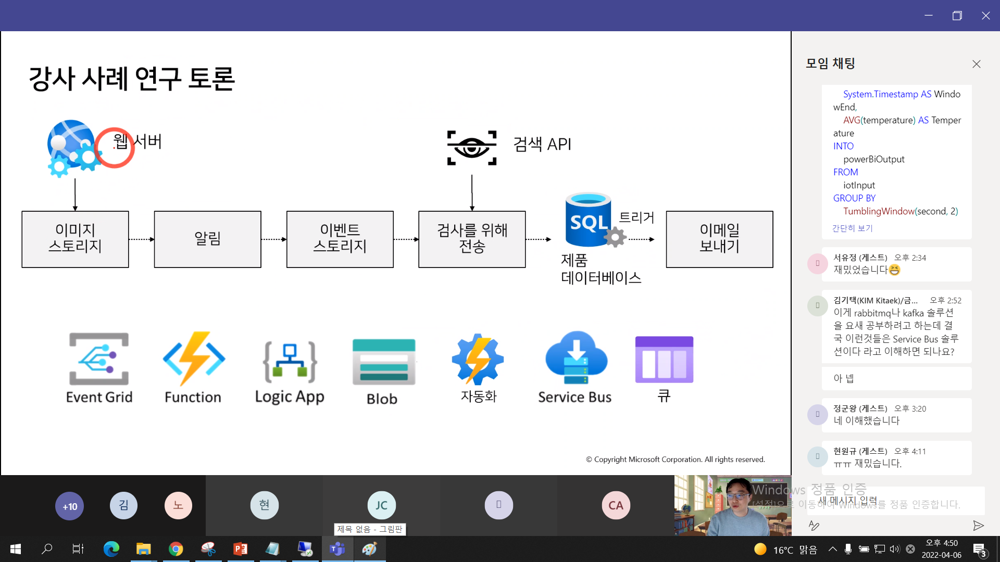 강사 사례 연구 토론
웹 서버
검색 API
이미지
스토리지
알림
이벤트
스토리지
검사를 위해
전송
SQL
트리거
제품
데이터베이스
이메일
보내기
Event Grid
Function
Logic App
Blob
자동화
Service Bus
큐
© Copyright Microsoft Corporation. All rights reserved.
모임 채팅
System.Timestamp AS Windo
wEnd,
AVG(temperature) AS Temper
ature
INTO
powerBiOutput
FROM
iotInput
GROUP BY
TumblingWindow(second, 2)
간단히 보기
서유정 (게스트) 오후 2:34
재밌었습니다😆
김기택(KIM Kitaek)/금... 오후 2:52
이게 rabbitmq나 kafka 솔루션
을 요새 공부하려고 하는데 결
국 이런것들은 Service Bus 솔루
션이다 라고 이해하면 되나요?
아 넵
정군왕 (게스트) 오후 3:20
네 이해했습니다
현원규 (게스트) 오후 4:11
ㅠㅠ 재밌습니다.
Windows 정품 인증
[설정]으로 이동하여 Windows를 정품 인증합니다.
새 메시지 입력
+10
김
노
현
JC
CA
제목 없음 - 그림판
16°C 맑음
오후 4:50
2022-04-06
3